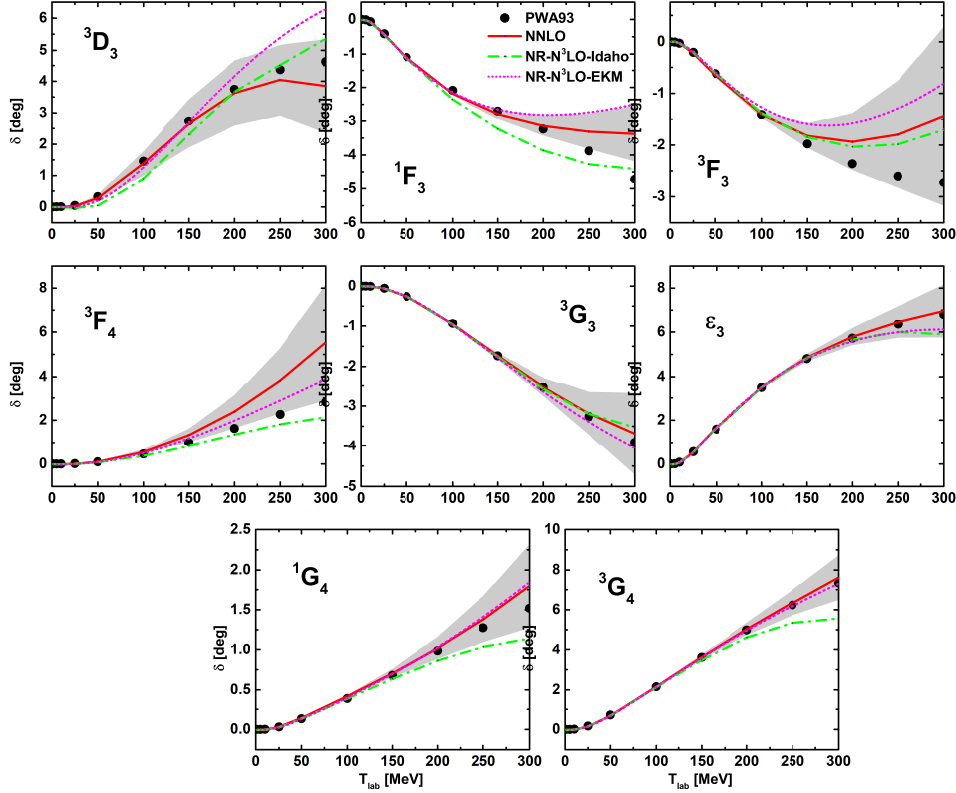 ³D₃
δ [deg]
6
5
4
3
2
1
0
0 50 100 150 200 250 300
PWA93
NNLO
NR-N³LO-Idaho
NR-N³LO-EKM
¹F₃
δ [deg]
0
-1
-2
-3
-4
-5
-6
0 50 100 150 200 250 300
³F₃
δ [deg]
0
-1
-2
-3
0 50 100 150 200 250 300
³F₄
δ [deg]
8
6
4
2
0
0 50 100 150 200 250 300
³G₃
δ [deg]
0
-1
-2
-3
-4
-5
0 50 100 150 200 250 300
ε₃
δ [deg]
8
6
4
2
0
0 50 100 150 200 250 300
¹G₄
δ [deg]
2.5
2.0
1.5
1.0
0.5
0.0
0 50 100 150 200 250 300
T_lab [MeV]
³G₄
δ [deg]
10
8
6
4
2
0
0 50 100 150 200 250 300
T_lab [MeV]